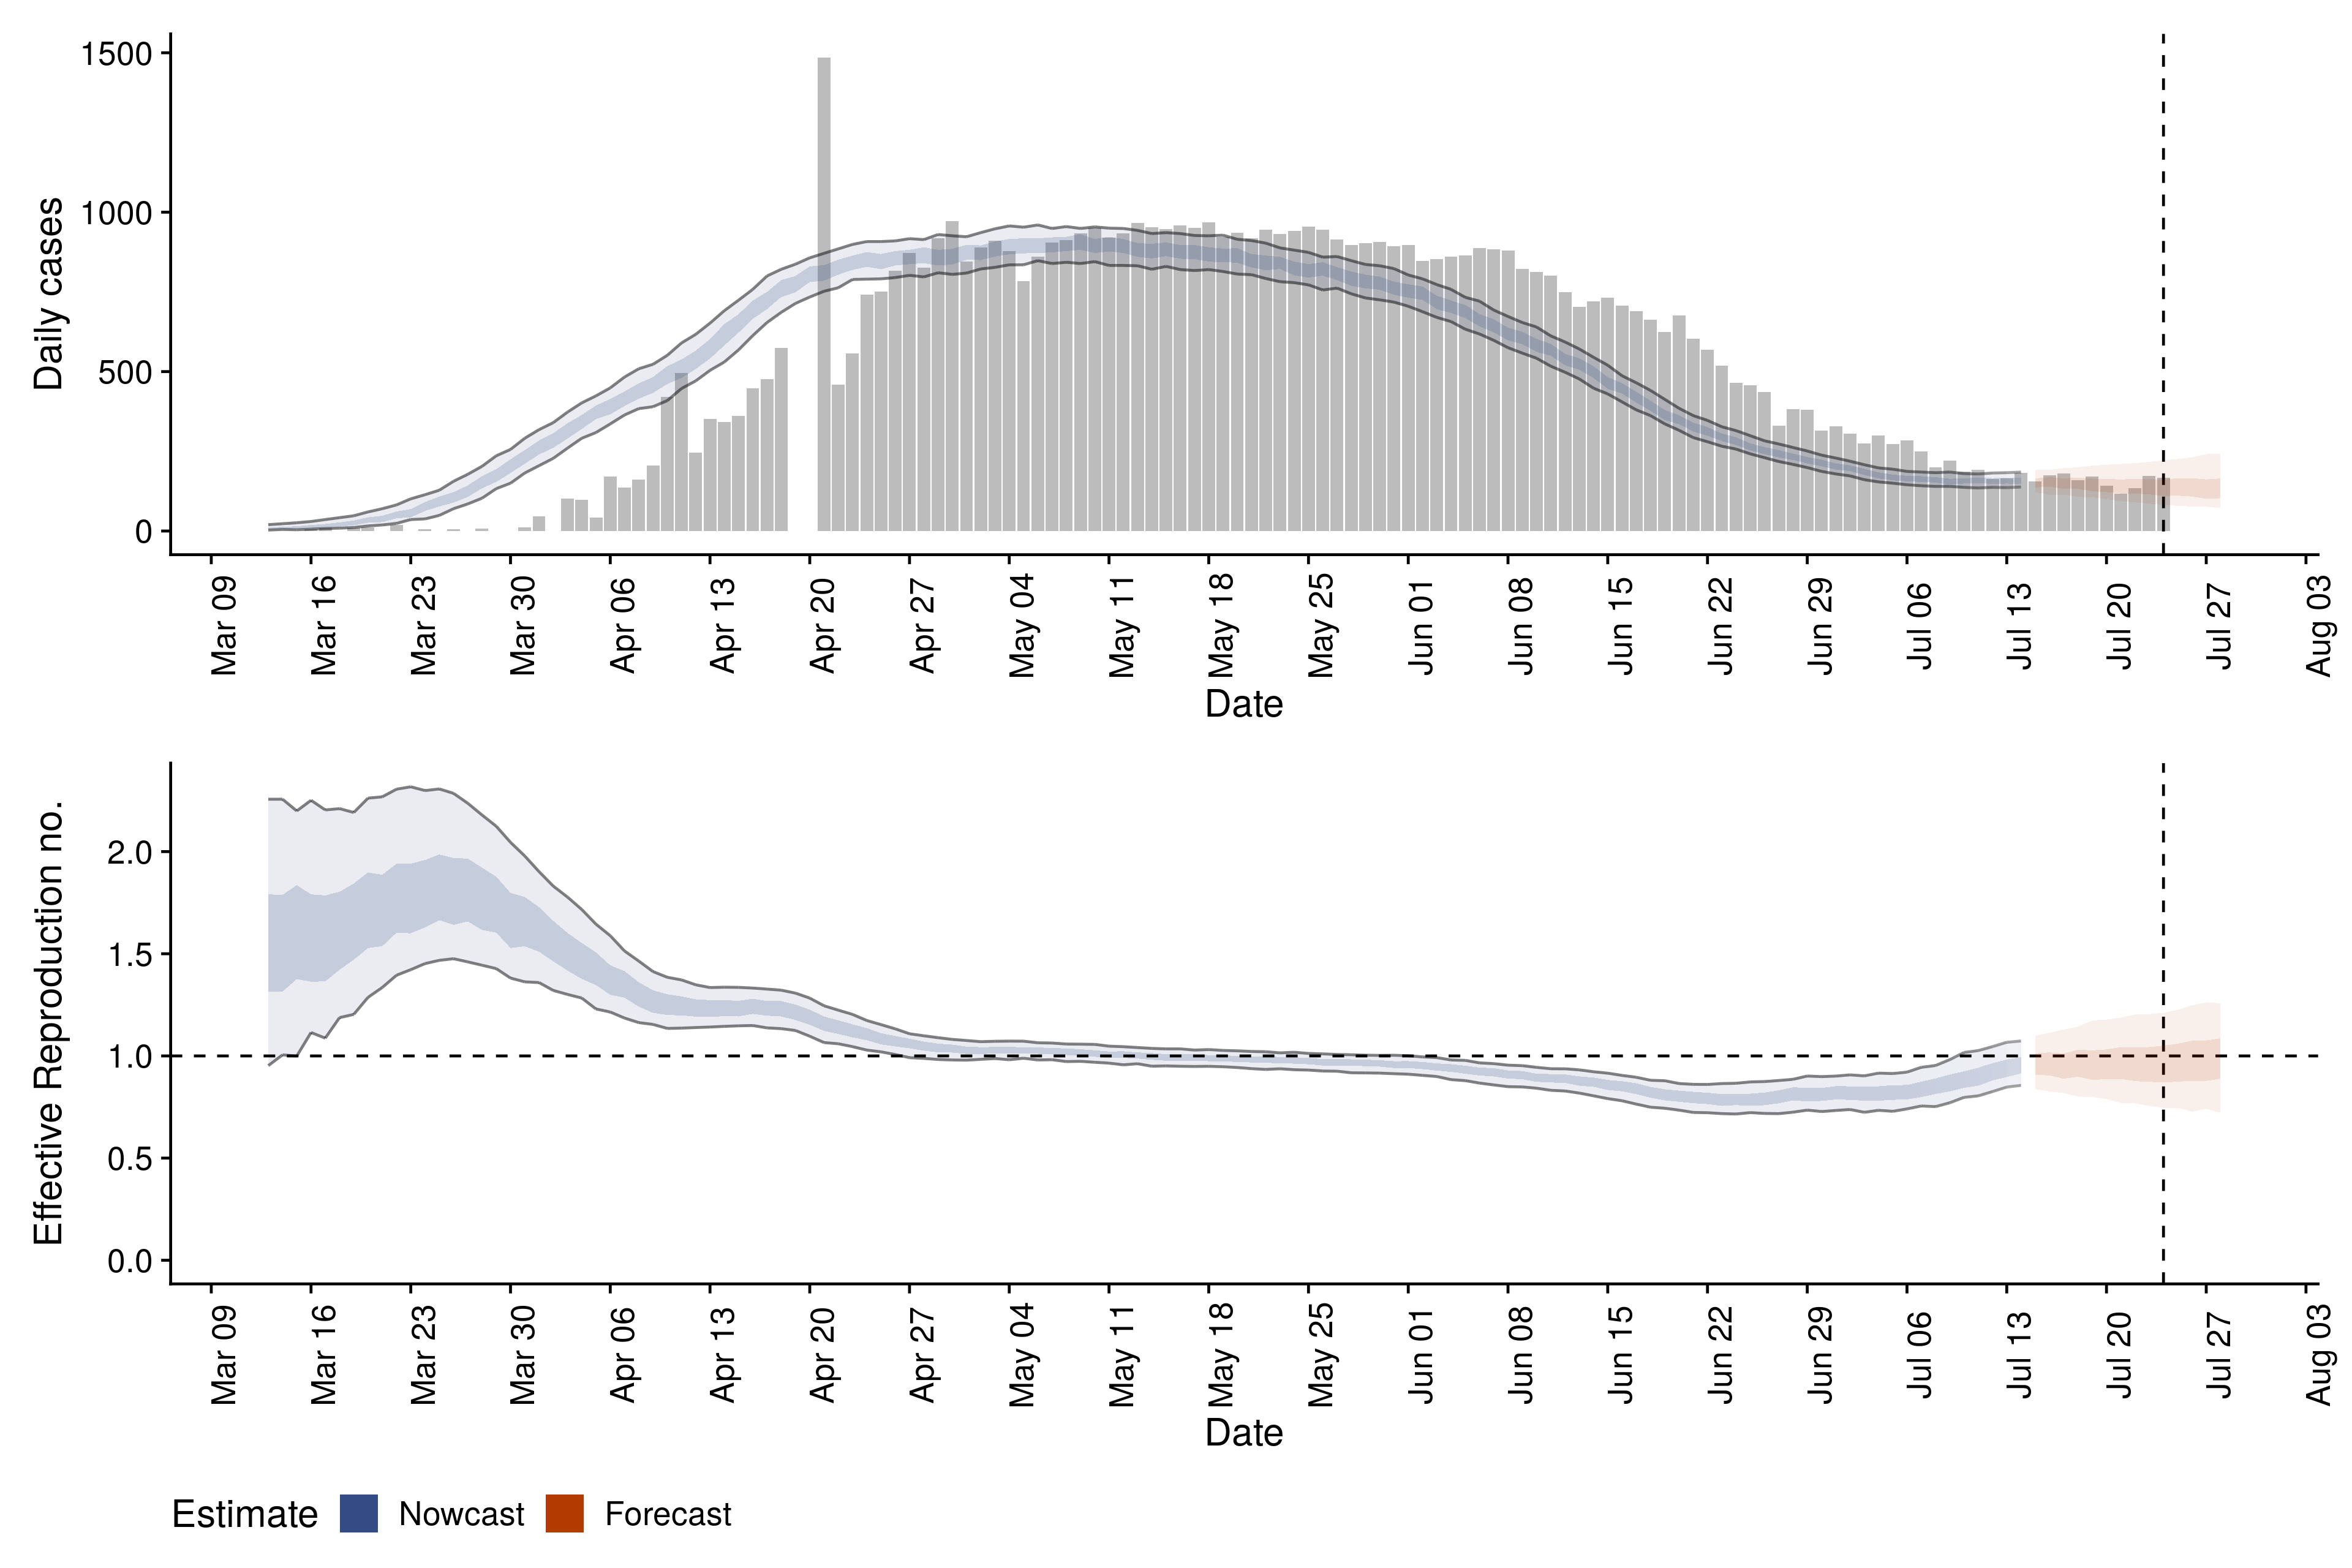 1500
1000
500
0
Daily cases
Mar 09 Mar 16 Mar 23 Mar 30 Apr 06 Apr 13 Apr 20 Apr 27 May 04 May 11 May 18 May 25 Jun 01 Jun 08 Jun 15 Jun 22 Jun 29 Jul 06 Jul 13 Jul 20 Jul 27 Aug 03
Date
2.0
1.5
1.0
0.5
0.0
Effective Reproduction no.
Mar 09 Mar 16 Mar 23 Mar 30 Apr 06 Apr 13 Apr 20 Apr 27 May 04 May 11 May 18 May 25 Jun 01 Jun 08 Jun 15 Jun 22 Jun 29 Jul 06 Jul 13 Jul 20 Jul 27 Aug 03
Date
Estimate Nowcast Forecast